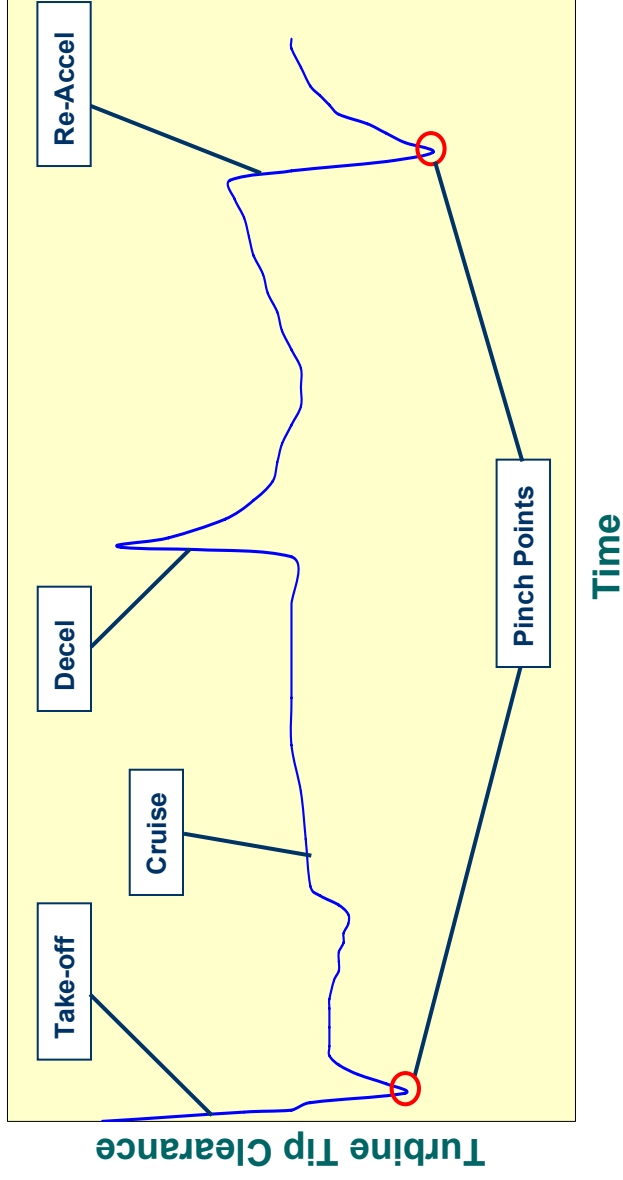 Take-off
Cruise
Decel
Re-Accel
Pinch Points
Turbine Tip Clearance
Time